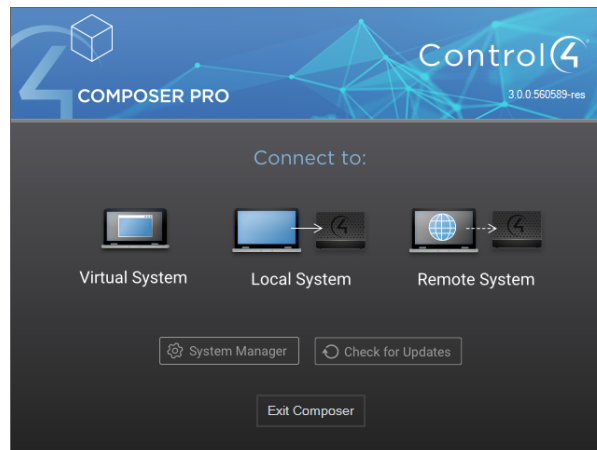 Control4
COMPOSER PRO
3.0.0.560589-res
Connect to:
Virtual System
Local System
Remote System
System Manager
Check for Updates
Exit Composer